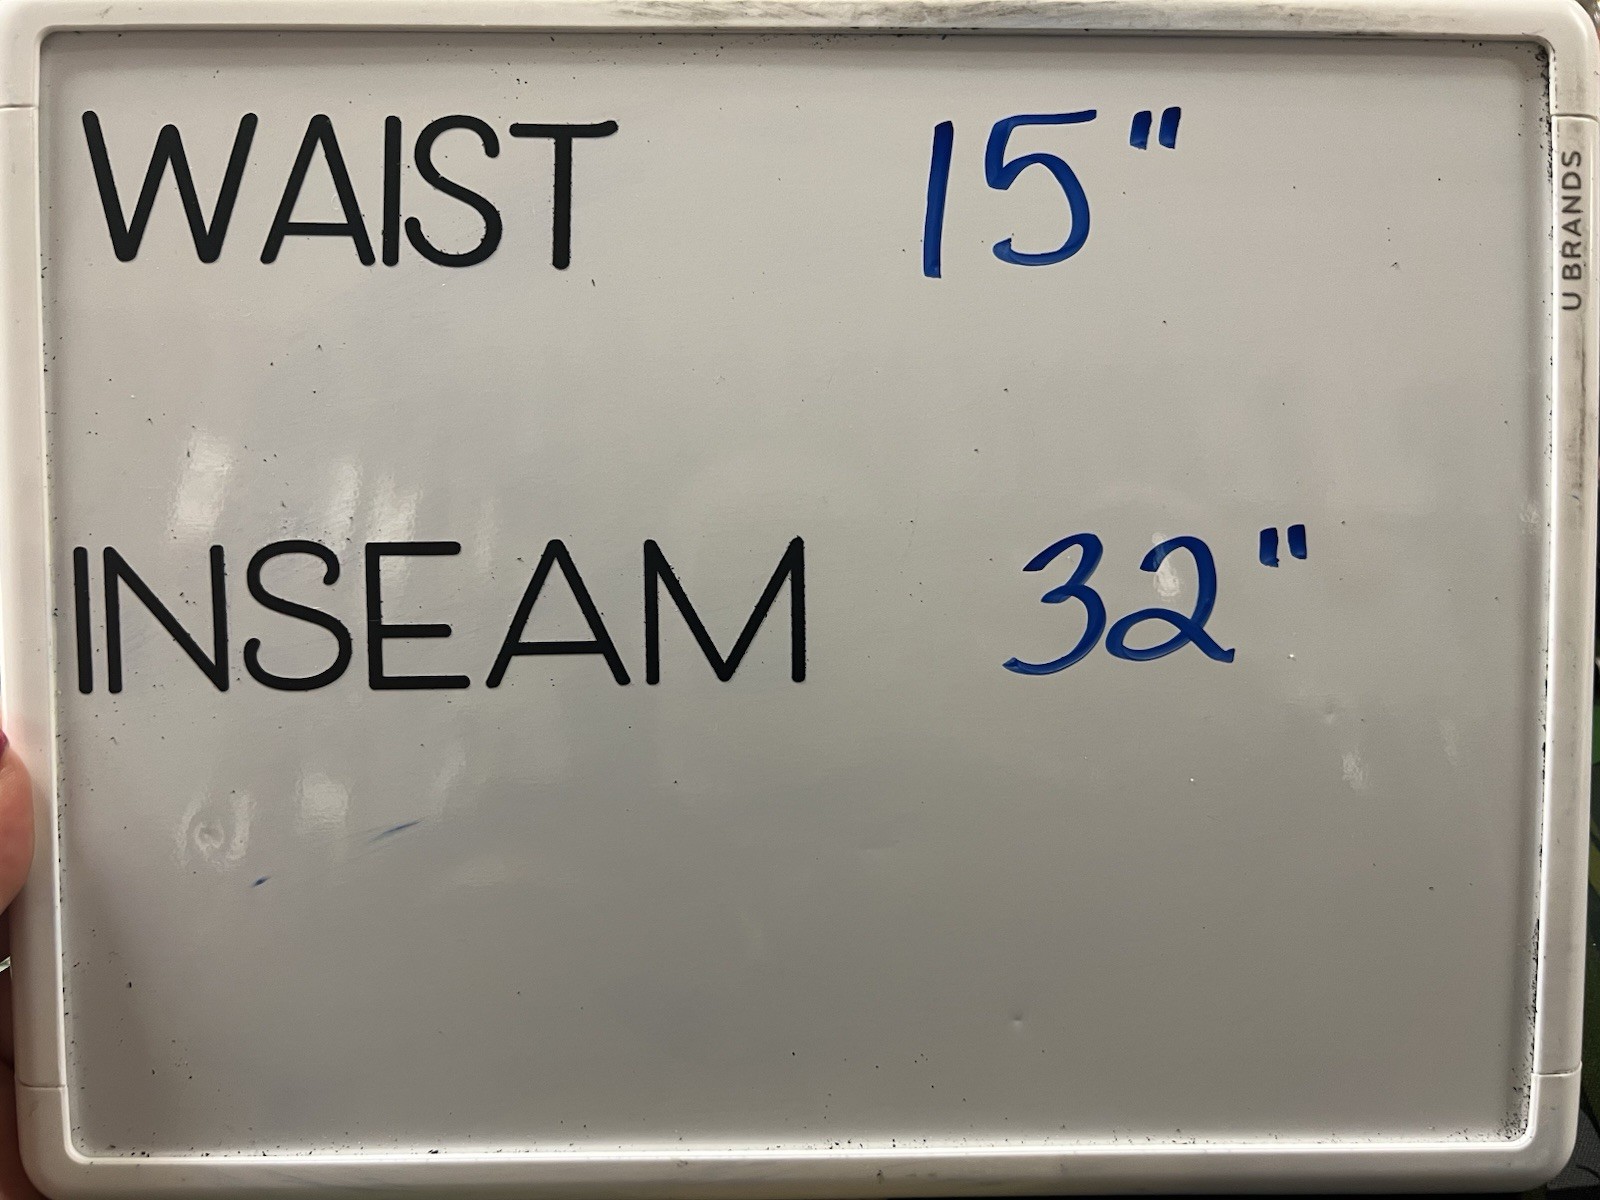 WAIST 15"
INSEAM 32"
U BRANDS